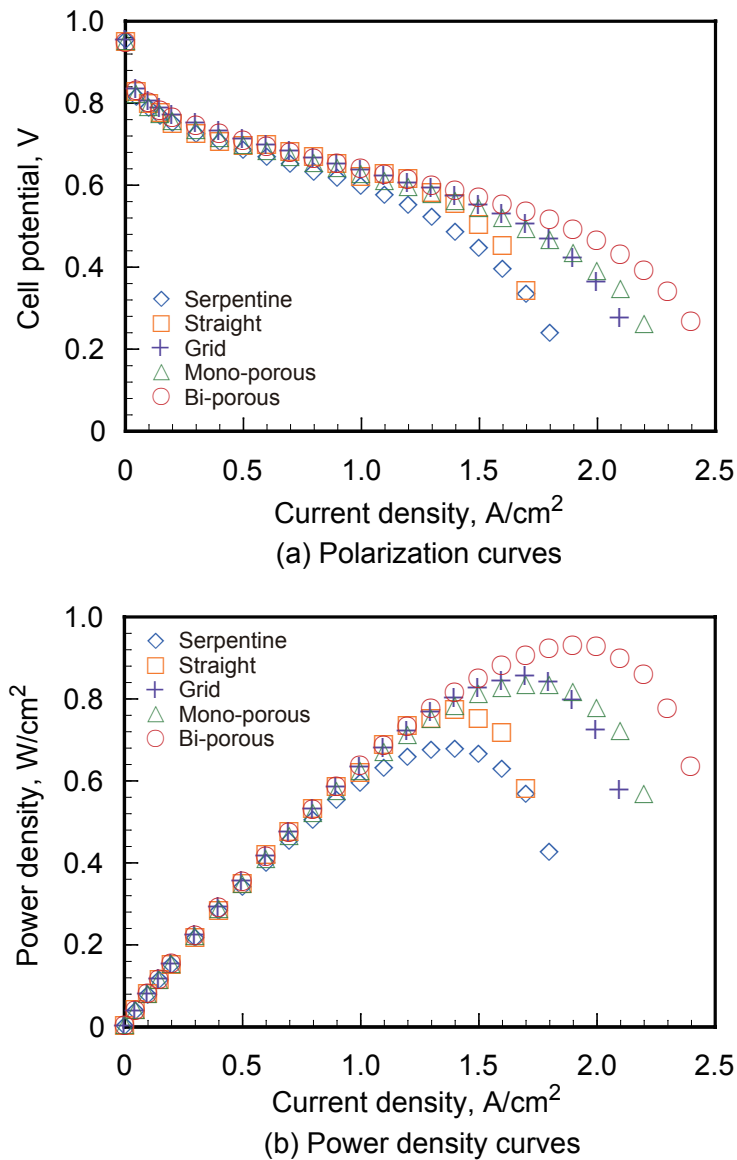 1.0
0.8
0.6
0.4
0.2
0
Cell potential, V
Serpentine
Straight
Grid
Mono-porous
Bi-porous
0 0.5 1.0 1.5 2.0 2.5
Current density, A/cm²
(a) Polarization curves
1.0
0.8
0.6
0.4
0.2
0
Power density, W/cm²
Serpentine
Straight
Grid
Mono-porous
Bi-porous
0 0.5 1.0 1.5 2.0 2.5
Current density, A/cm²
(b) Power density curves